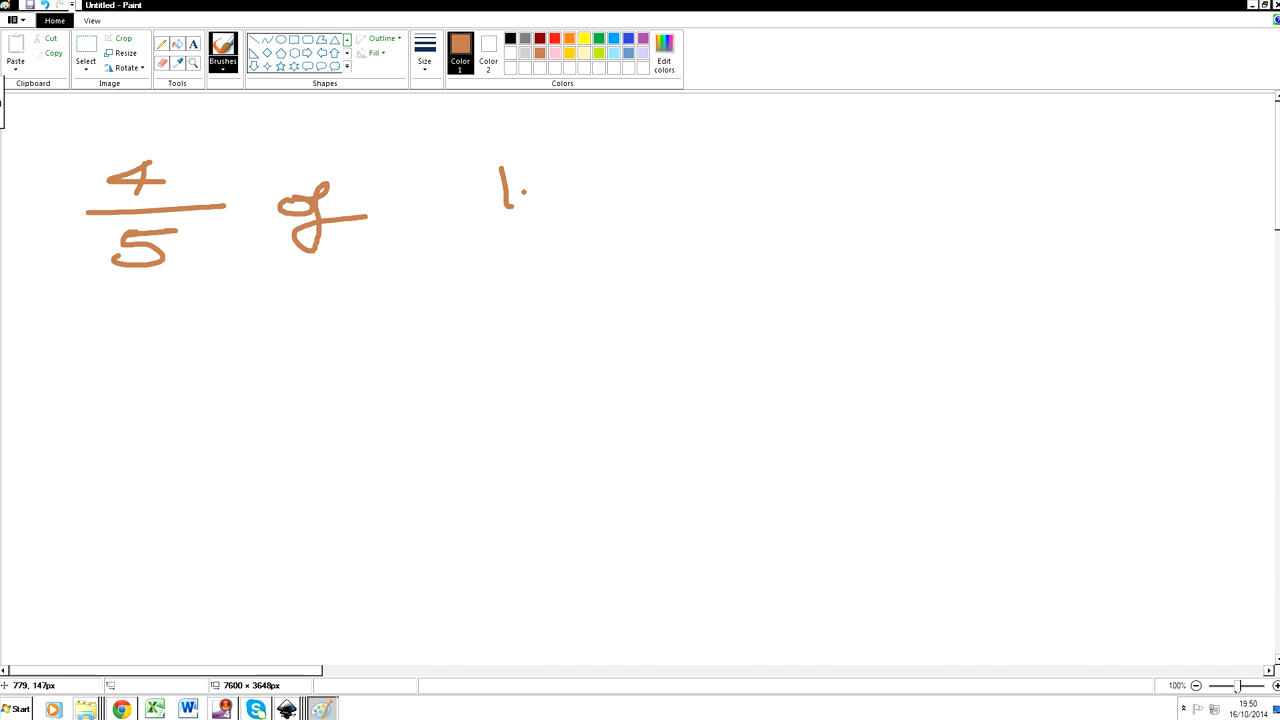 Untitled - Paint
Home View
Paste
Cut
Copy
Clipboard
Select
Crop
Resize
Rotate
Image
A
Tools
Brushes
Outline
Fill
Shapes
Size
Color 1
Color 2
Edit colors
Colors
4
5
of
1.
779, 147px
7600 × 3648px
100%
Start
19:50
16/10/2014